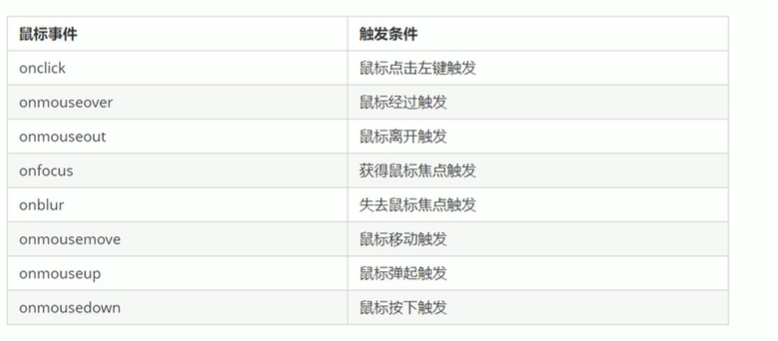 鼠标事件 触发条件
onclick 鼠标点击左键触发
onmouseover 鼠标经过触发
onmouseout 鼠标离开触发
onfocus 获得鼠标焦点触发
onblur 失去鼠标焦点触发
onmousemove 鼠标移动触发
onmouseup 鼠标弹起触发
onmousedown 鼠标按下触发